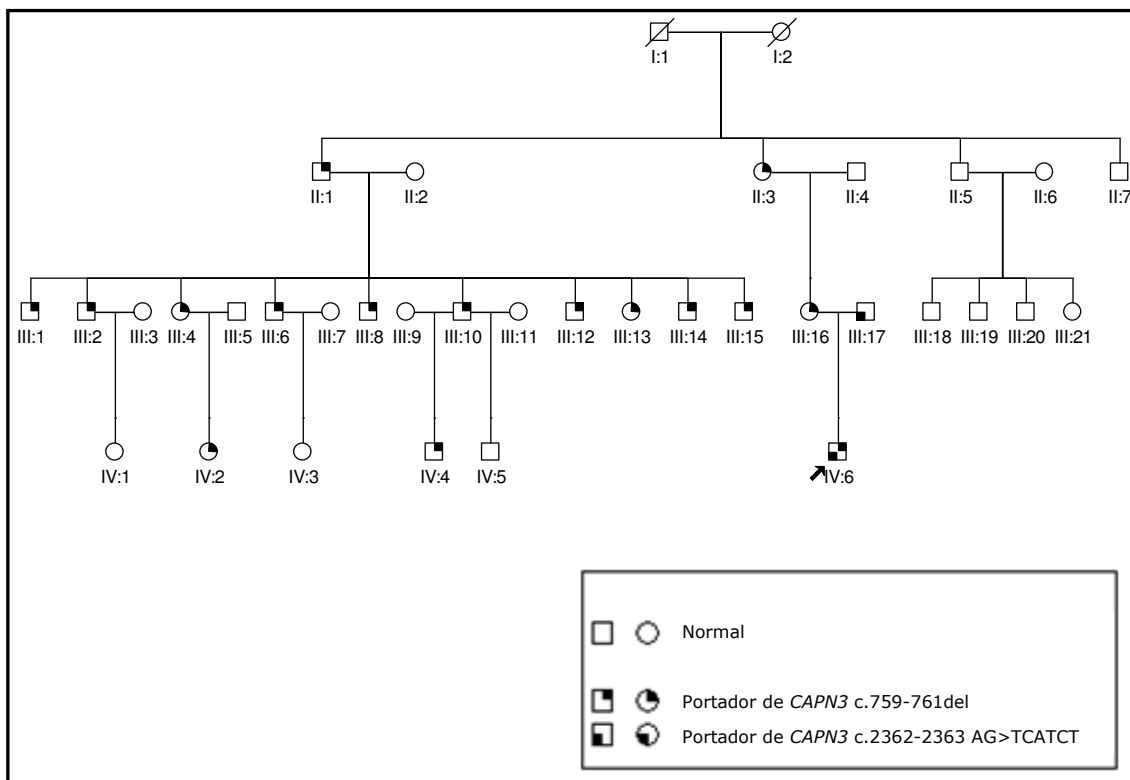 I:1 I:2
II:1 II:2 II:3 II:4 II:5 II:6 II:7
III:1 III:2 III:3 III:4 III:5 III:6 III:7 III:8 III:9 III:10 III:11 III:12 III:13 III:14 III:15 III:16 III:17 III:18 III:19 III:20 III:21
IV:1 IV:2 IV:3 IV:4 IV:5 IV:6
Normal
Portador de CAPN3 c.759-761del
Portador de CAPN3 c.2362-2363 AG>TCATCT